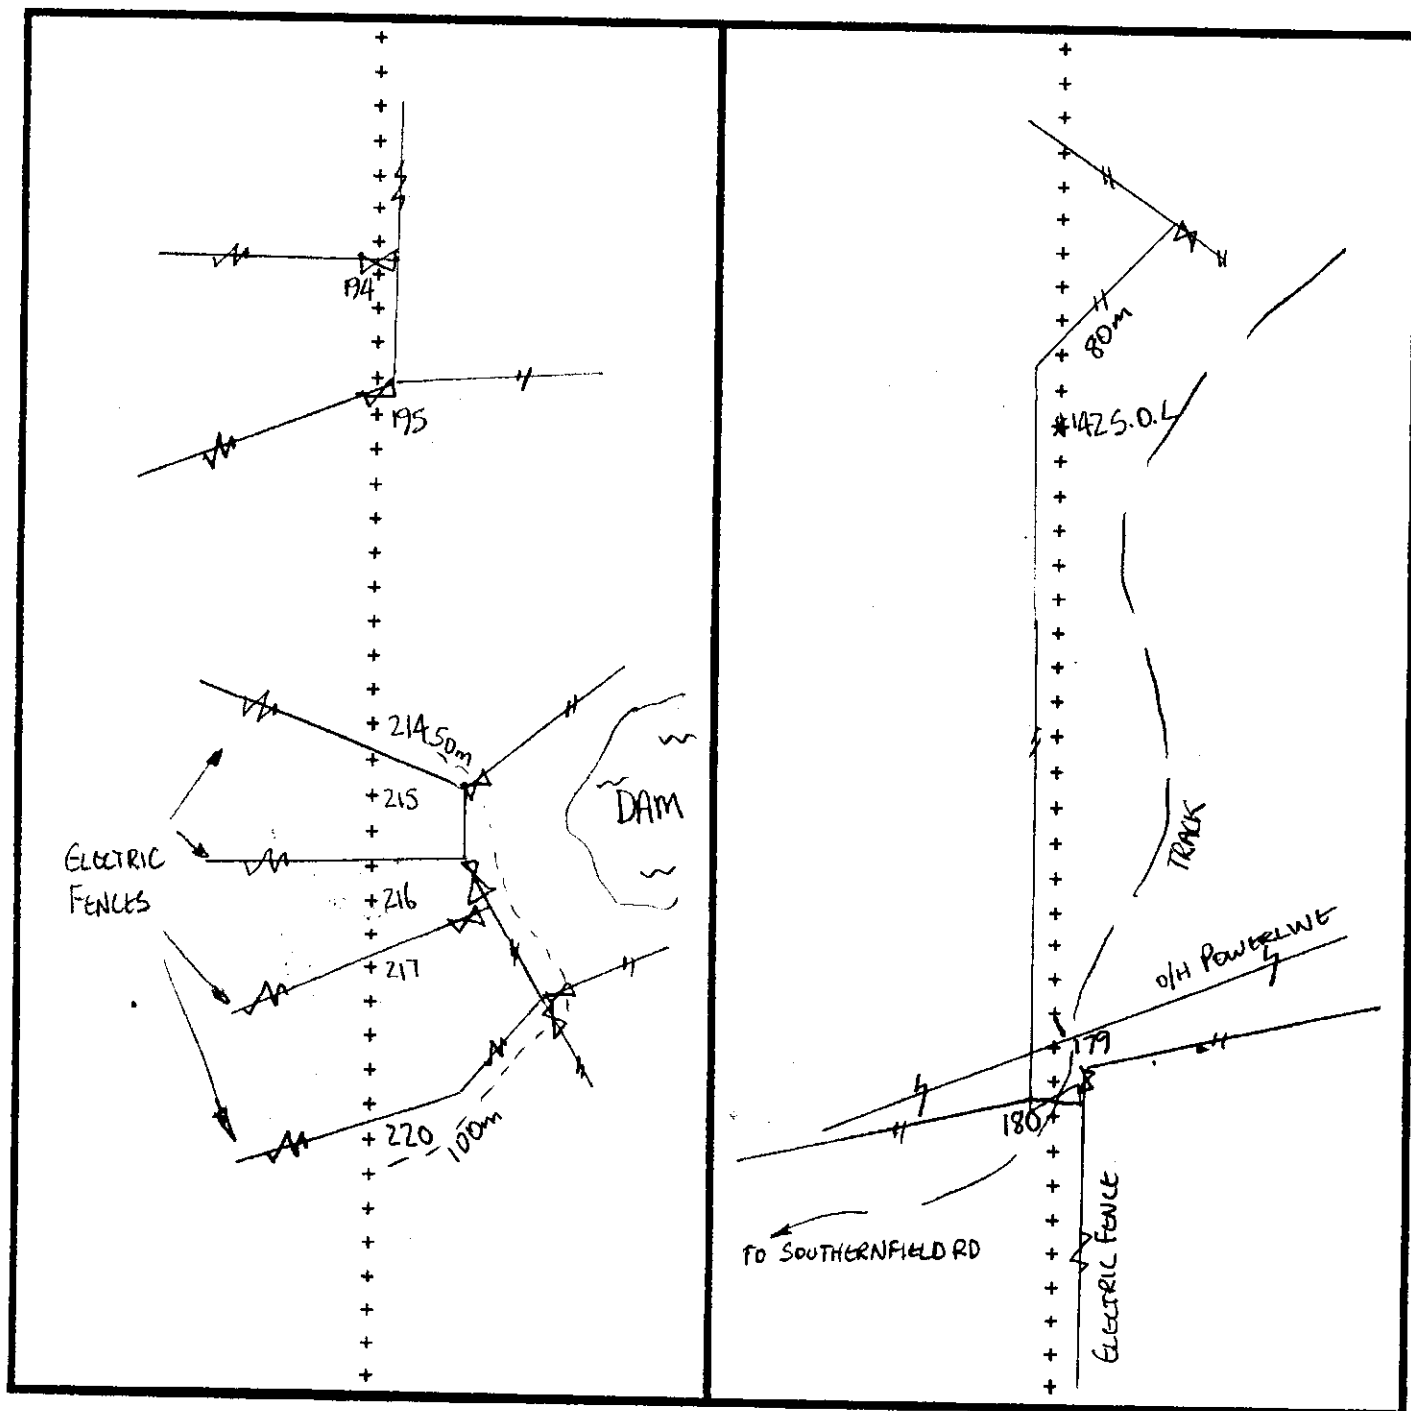 194
195
214 50m
215
DAM
ELECTRIC
FENCES
216
217
220
100m
80m
142 S.O.L
TRACK
O/H POWERLINE
179
180
TO SOUTHERNFIELD RD
ELECTRIC FENCE